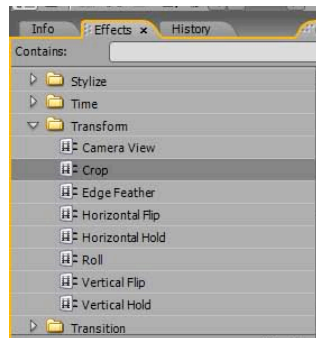 Info Effects x History
Contains:
Stylize
Time
Transform
Camera View
Crop
Edge Feather
Horizontal Flip
Horizontal Hold
Roll
Vertical Flip
Vertical Hold
Transition